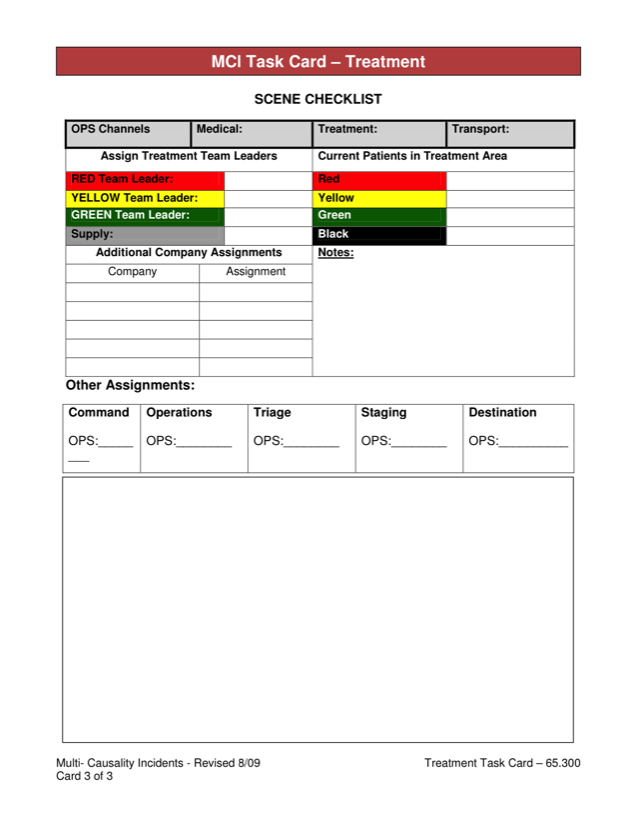 MCI Task Card – Treatment
SCENE CHECKLIST
OPS Channels Medical: Treatment: Transport:
Assign Treatment Team Leaders Current Patients in Treatment Area
RED Team Leader: Red
YELLOW Team Leader: Yellow
GREEN Team Leader: Green
Supply: Black
Additional Company Assignments Notes:
Company Assignment
Other Assignments:
Command Operations Triage Staging Destination
OPS:_____ OPS:________ OPS:________ OPS:________ OPS:__________
___
Multi- Causality Incidents - Revised 8/09 Treatment Task Card – 65.300
Card 3 of 3